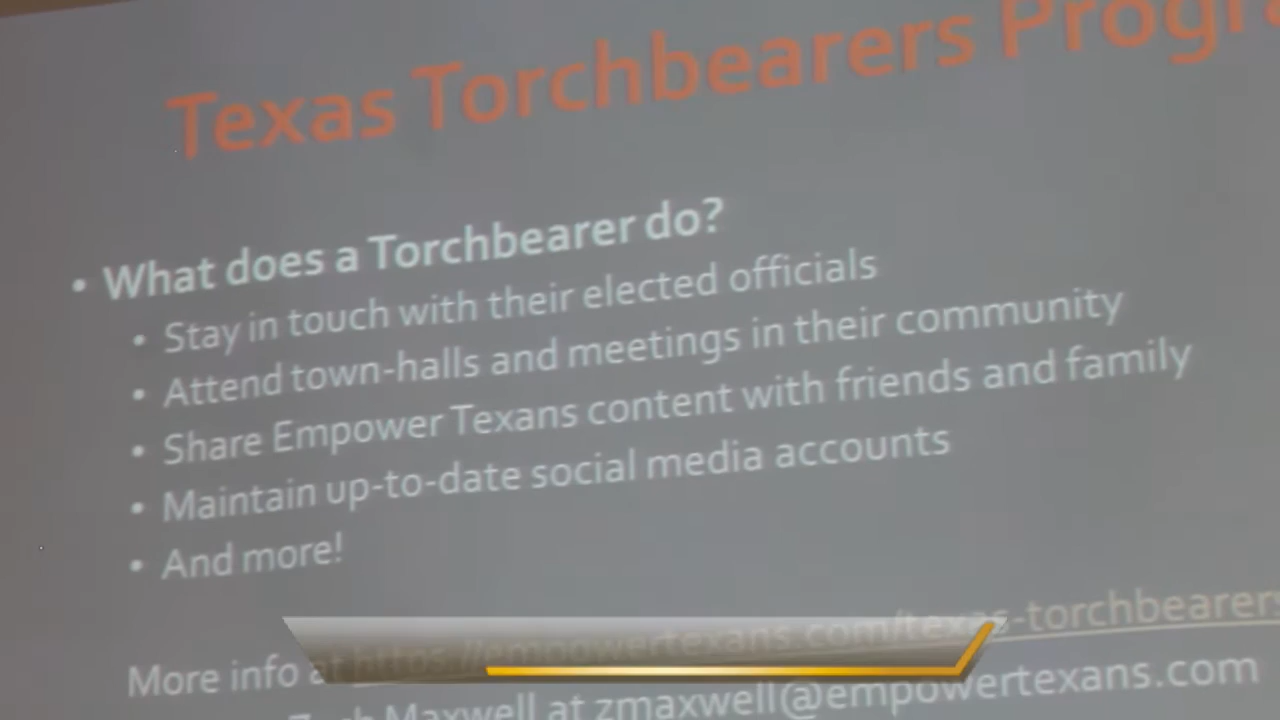 Texas Torchbearers Progra
• What does a Torchbearer do?
• Stay in touch with their elected officials
• Attend town-halls and meetings in their community
• Share Empower Texans content with friends and family
• Maintain up-to-date social media accounts
• And more!
More info at https://empowertexans.com/texas-torchbearers
Zach Maxwell at zmaxwell@empowertexans.com